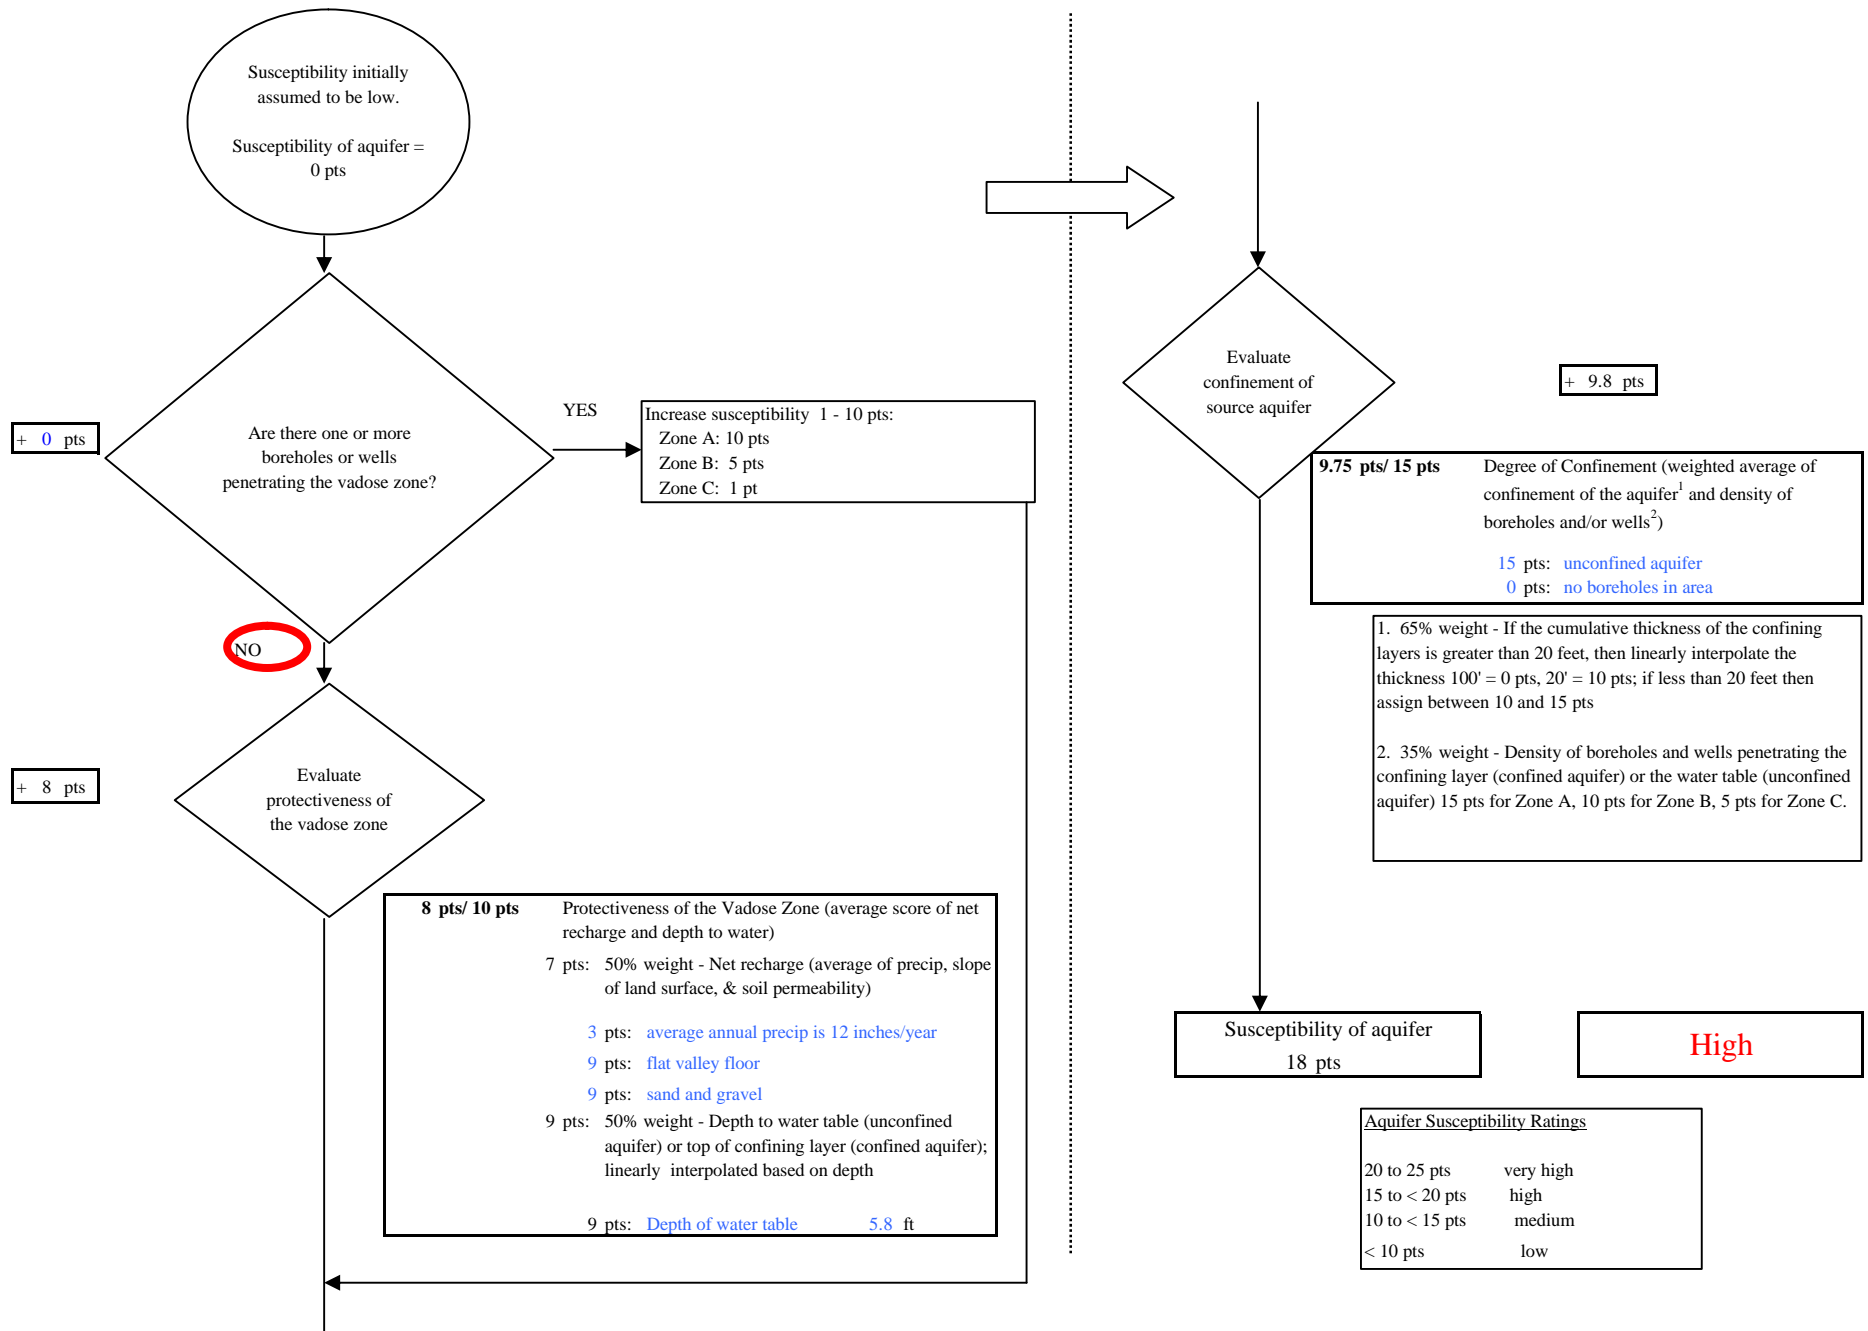 Susceptibility initially
assumed to be low.
Susceptibility of aquifer =
0 pts
+ 0 pts
Are there one or more
boreholes or wells
penetrating the vadose zone?
YES
Increase susceptibility 1 - 10 pts:
Zone A: 10 pts
Zone B: 5 pts
Zone C: 1 pt
NO
+ 8 pts
Evaluate
protectiveness of
the vadose zone
8 pts/ 10 pts Protectiveness of the Vadose Zone (average score of net
recharge and depth to water)
7 pts: 50% weight - Net recharge (average of precip, slope
of land surface, & soil permeability)
3 pts: average annual precip is 12 inches/year
9 pts: flat valley floor
9 pts: sand and gravel
9 pts: 50% weight - Depth to water table (unconfined
aquifer) or top of confining layer (confined aquifer);
linearly interpolated based on depth
9 pts: Depth of water table 5.8 ft
Evaluate
confinement of
source aquifer
+ 9.8 pts
9.75 pts/ 15 pts Degree of Confinement (weighted average of
confinement of the aquifer1 and density of
boreholes and/or wells2)
15 pts: unconfined aquifer
0 pts: no boreholes in area
1. 65% weight - If the cumulative thickness of the confining
layers is greater than 20 feet, then linearly interpolate the
thickness 100' = 0 pts, 20' = 10 pts; if less than 20 feet then
assign between 10 and 15 pts
2. 35% weight - Density of boreholes and wells penetrating the
confining layer (confined aquifer) or the water table (unconfined
aquifer) 15 pts for Zone A, 10 pts for Zone B, 5 pts for Zone C.
Susceptibility of aquifer
18 pts
High
Aquifer Susceptibility Ratings
20 to 25 pts very high
15 to < 20 pts high
10 to < 15 pts medium
< 10 pts low